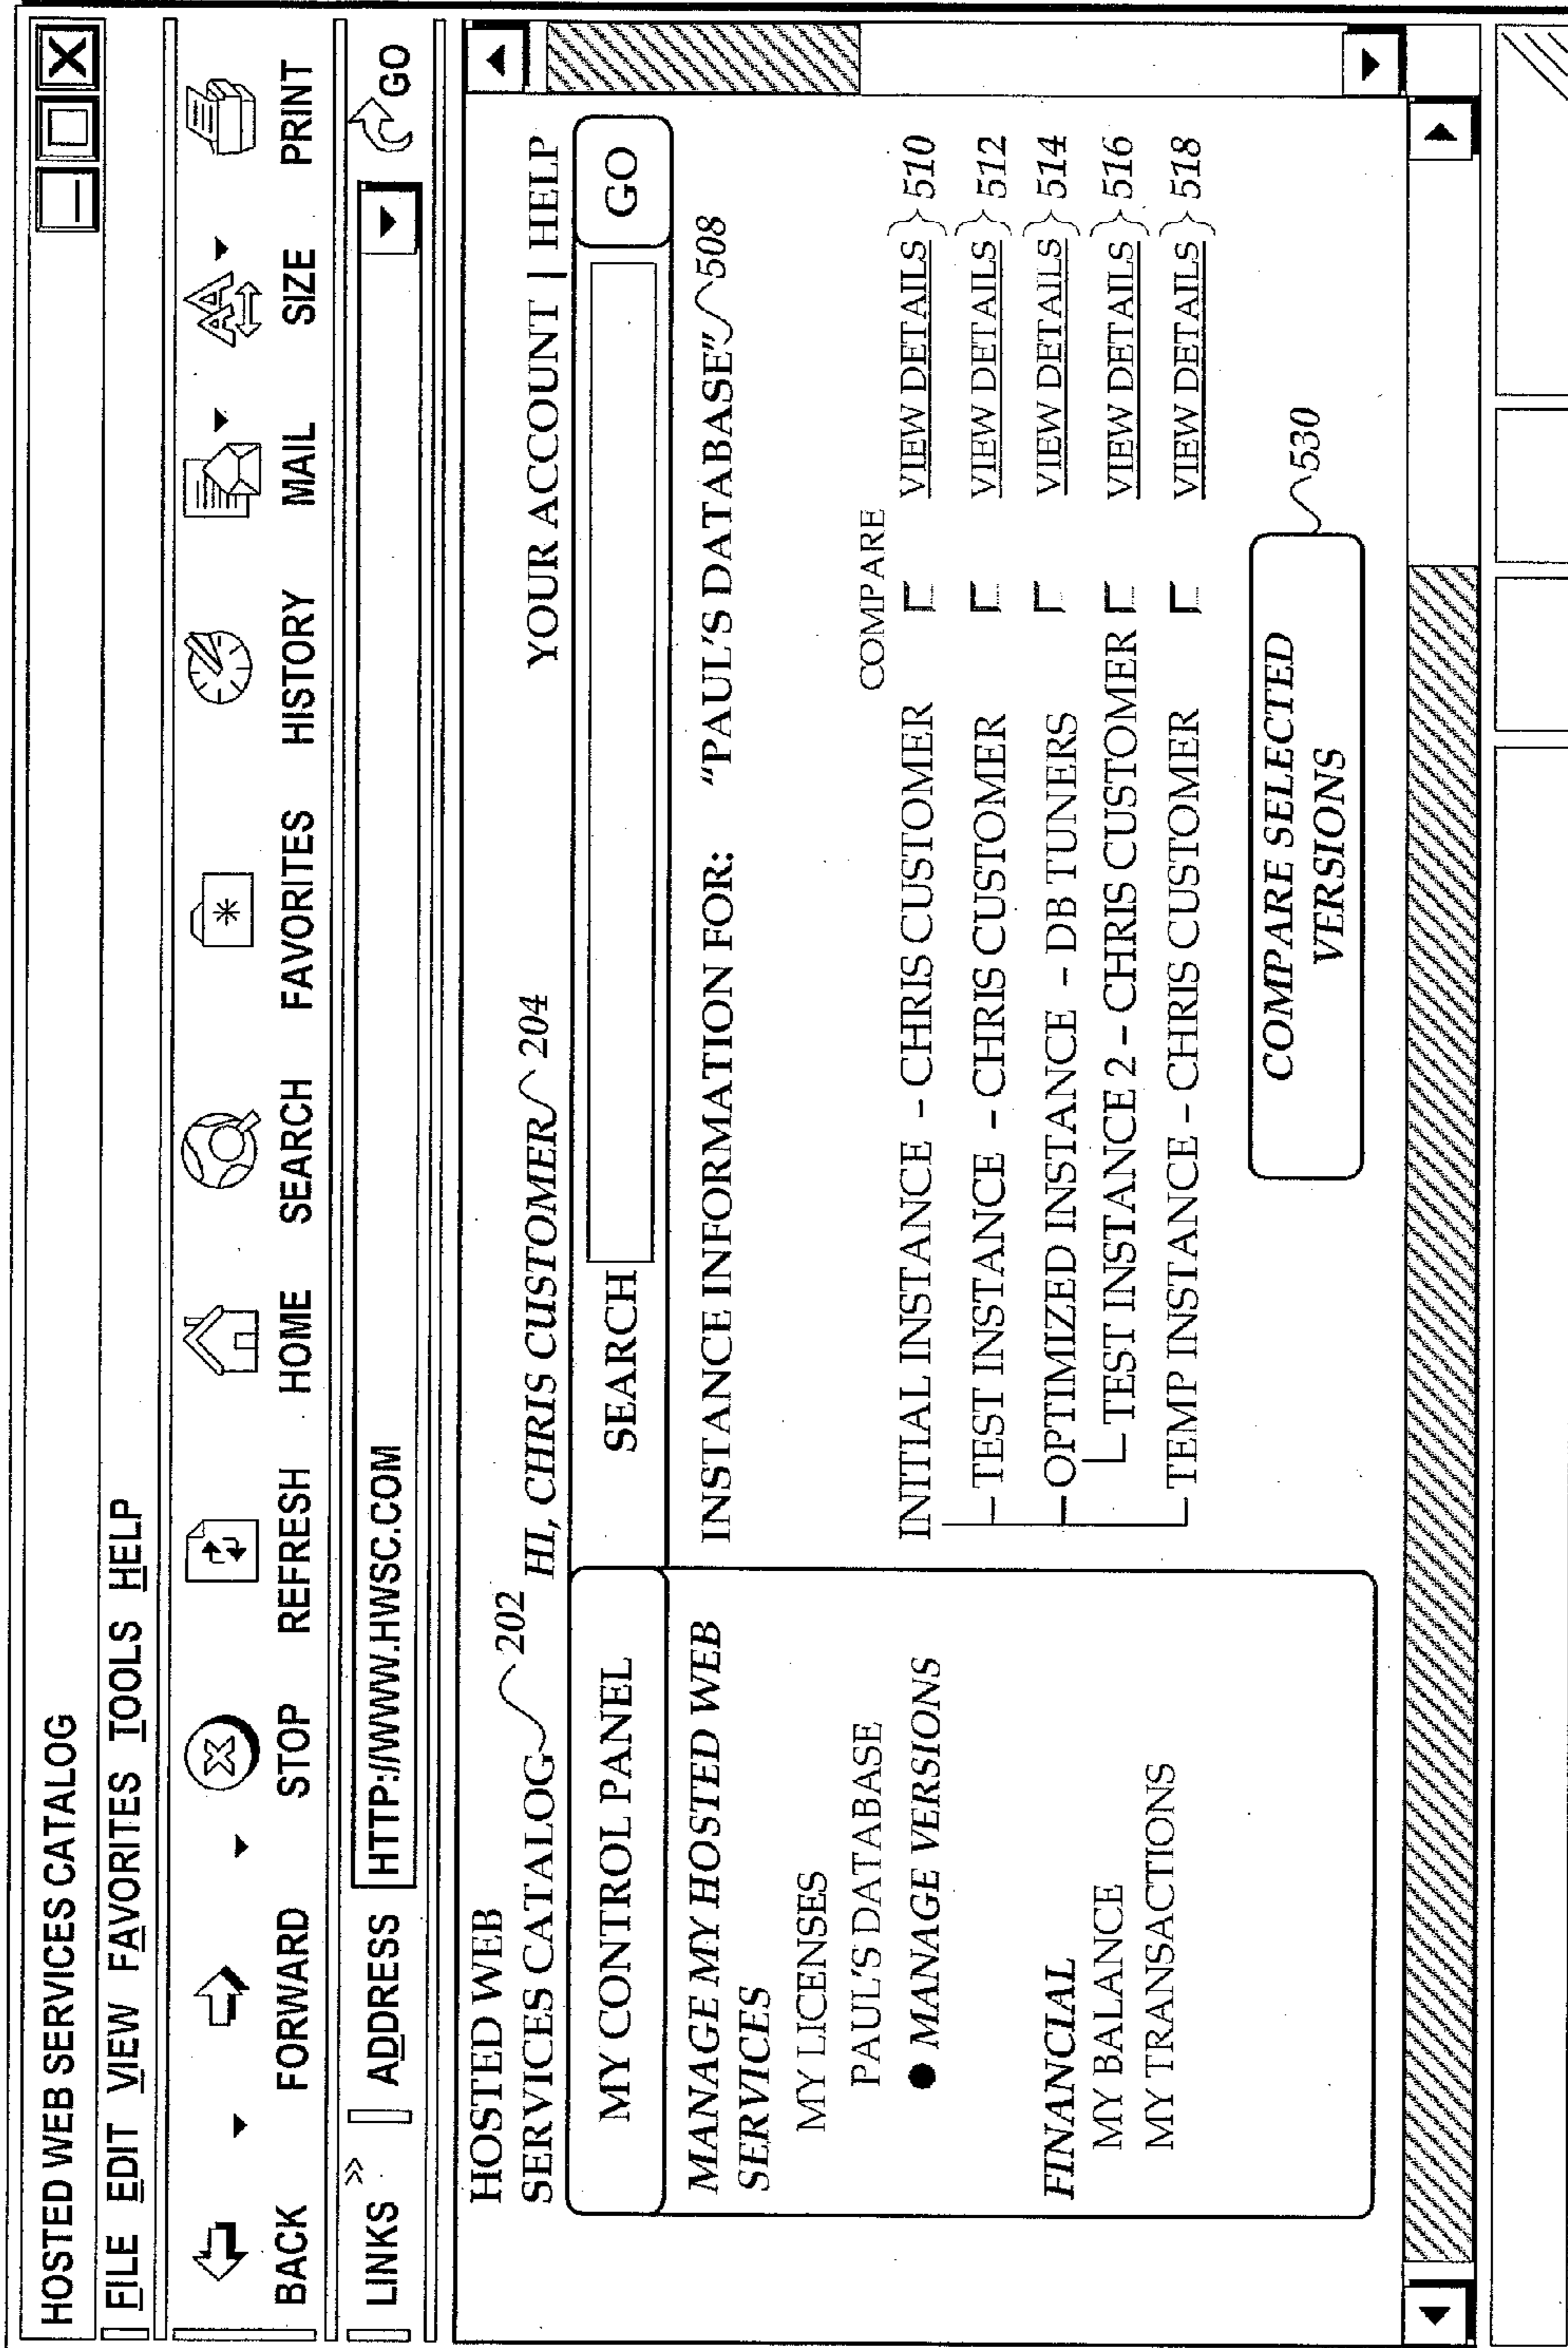 HOSTED WEB SERVICES CATALOG
FILE EDIT VIEW FAVORITES TOOLS HELP
BACK FORWARD STOP REFRESH HOME SEARCH FAVORITES HISTORY MAIL SIZE PRINT
LINKS » ADDRESS HTTP://WWW.HWSC.COM GO
HOSTED WEB
SERVICES CATALOG 202 HI, CHRIS CUSTOMER 204 YOUR ACCOUNT | HELP
MY CONTROL PANEL SEARCH GO
MANAGE MY HOSTED WEB
SERVICES
MY LICENSES
PAUL'S DATABASE
● MANAGE VERSIONS
FINANCIAL
MY BALANCE
MY TRANSACTIONS
INSTANCE INFORMATION FOR: "PAUL'S DATABASE" 508
COMPARE
INITIAL INSTANCE – CHRIS CUSTOMER VIEW DETAILS 510
TEST INSTANCE – CHRIS CUSTOMER VIEW DETAILS 512
OPTIMIZED INSTANCE – DB TUNERS VIEW DETAILS 514
TEST INSTANCE 2 – CHRIS CUSTOMER VIEW DETAILS 516
TEMP INSTANCE – CHRIS CUSTOMER VIEW DETAILS 518
COMPARE SELECTED
VERSIONS 530